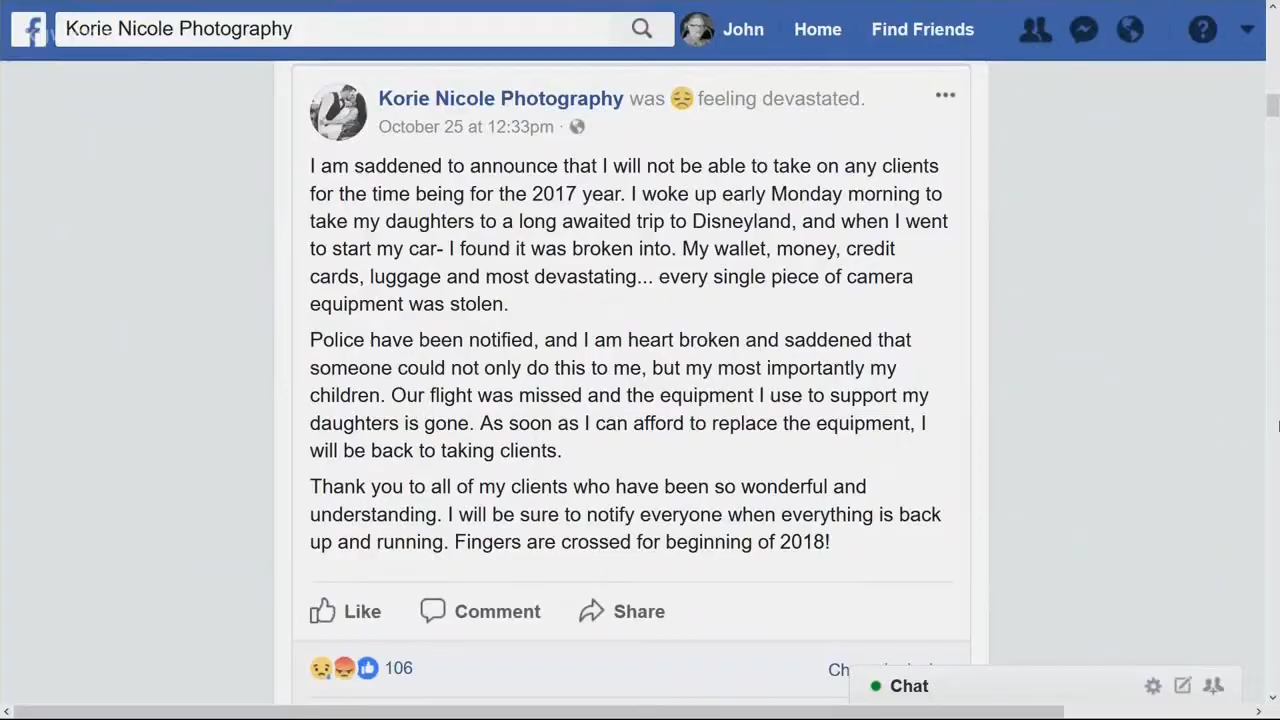 Korie Nicole Photography
John
Home
Find Friends
Korie Nicole Photography was feeling devastated.
October 25 at 12:33pm ·
I am saddened to announce that I will not be able to take on any clients
for the time being for the 2017 year. I woke up early Monday morning to
take my daughters to a long awaited trip to Disneyland, and when I went
to start my car- I found it was broken into. My wallet, money, credit
cards, luggage and most devastating... every single piece of camera
equipment was stolen.
Police have been notified, and I am heart broken and saddened that
someone could not only do this to me, but my most importantly my
children. Our flight was missed and the equipment I use to support my
daughters is gone. As soon as I can afford to replace the equipment, I
will be back to taking clients.
Thank you to all of my clients who have been so wonderful and
understanding. I will be sure to notify everyone when everything is back
up and running. Fingers are crossed for beginning of 2018!
Like
Comment
Share
106
Chat